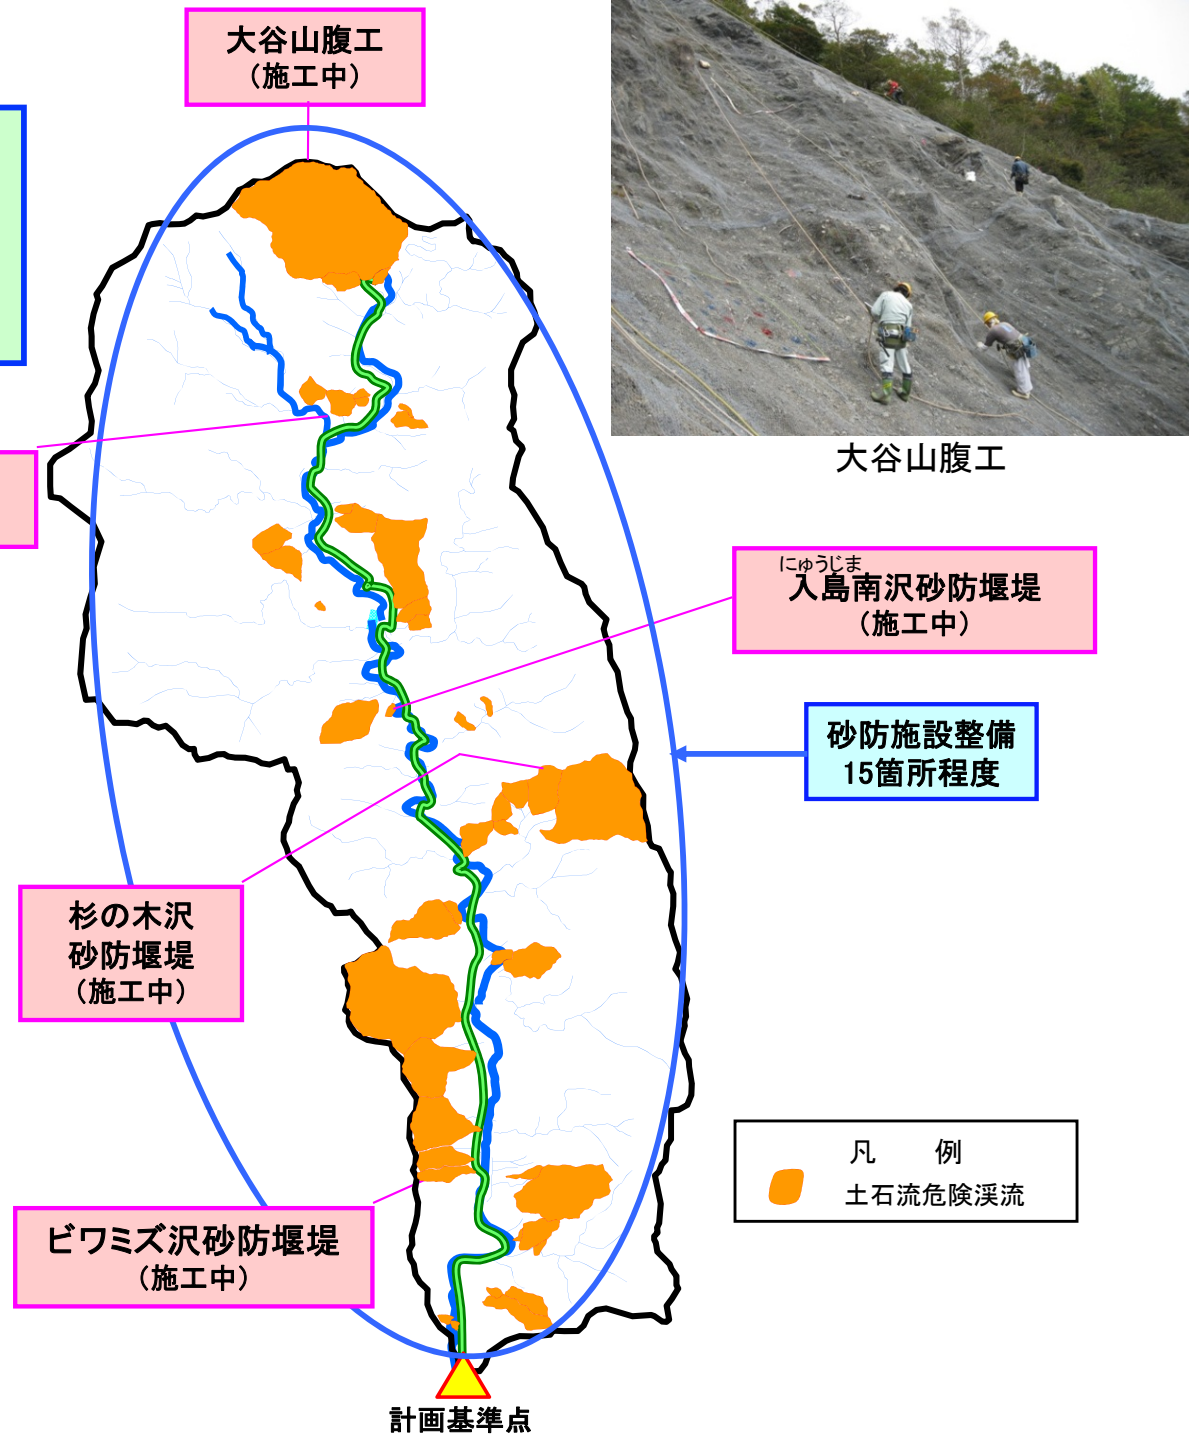 大谷山腹工
（施工中）
大谷山腹工
にゅうじま
入島南沢砂防堰堤
（施工中）
砂防施設整備
15箇所程度
杉の木沢
砂防堰堤
（施工中）
凡　例
土石流危険渓流
ビワミズ沢砂防堰堤
（施工中）
計画基準点